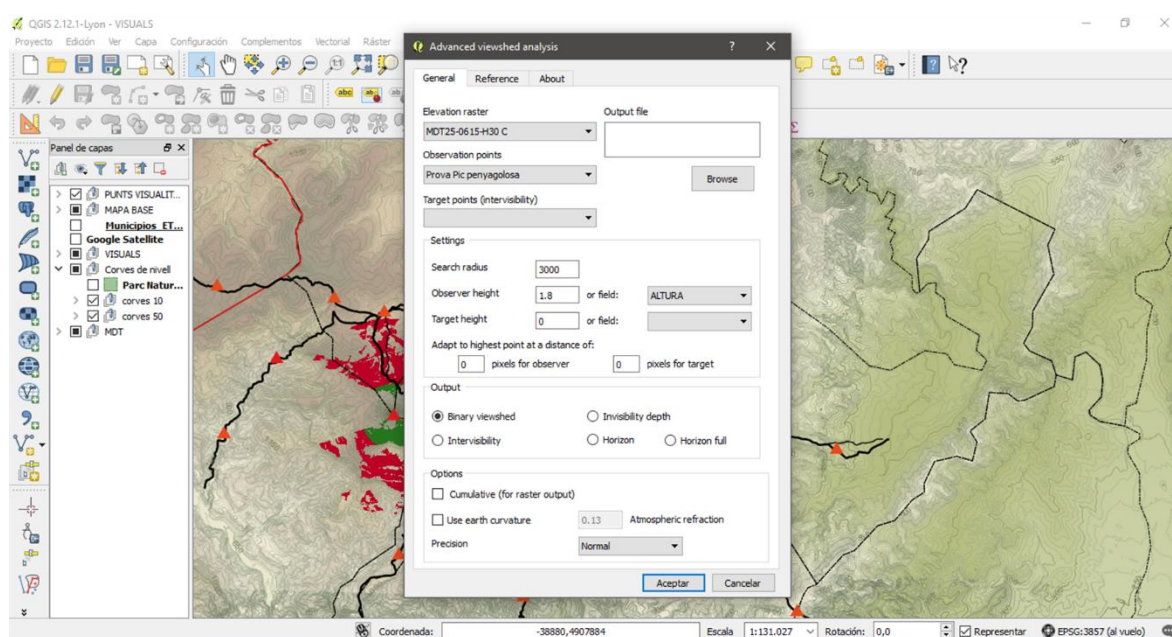 QGIS 2.12.1-Lyon - VISUALS
Proyecto Edición Ver Capa Configuración Complementos Vectorial Ráster
Advanced viewshed analysis ? X
General Reference About
Elevation raster
Output file
MDT25-0615-H30 C
Observation points
Prova Pic penyagolosa
Browse
Target points (intervisibility)
Settings
Search radius 3000
Observer height 1.8 or field: ALTURA
Target height 0 or field:
Adapt to highest point at a distance of:
0 pixels for observer 0 pixels for target
Output
Binary viewshed Invisibility depth
Intervisibility Horizon Horizon full
Options
Cumulative (for raster output)
Use earth curvature 0.13 Atmospheric refraction
Precision Normal
Aceptar Cancelar
Panel de capas
PUNTS VISUALIT...
MAPA BASE
Municipios ET...
Google Satellite
VISUALS
Corves de nivell
Parc Natur...
corves 10
corves 50
MDT
abc
Coordenada: -38880,4907884 Escala 1:131.027 Rotación: 0,0 Representar EPSG:3857 (al vuelo)